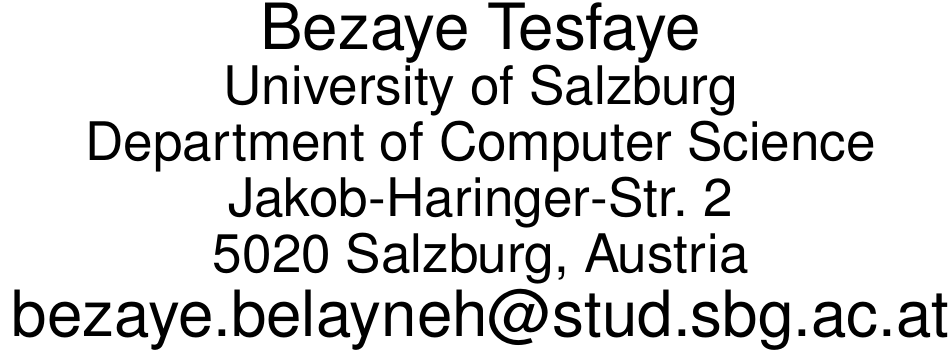 Bezaye Tesfaye
University of Salzburg
Department of Computer Science
Jakob-Haringer-Str. 2
5020 Salzburg, Austria
bezaye.belayneh@stud.sbg.ac.at